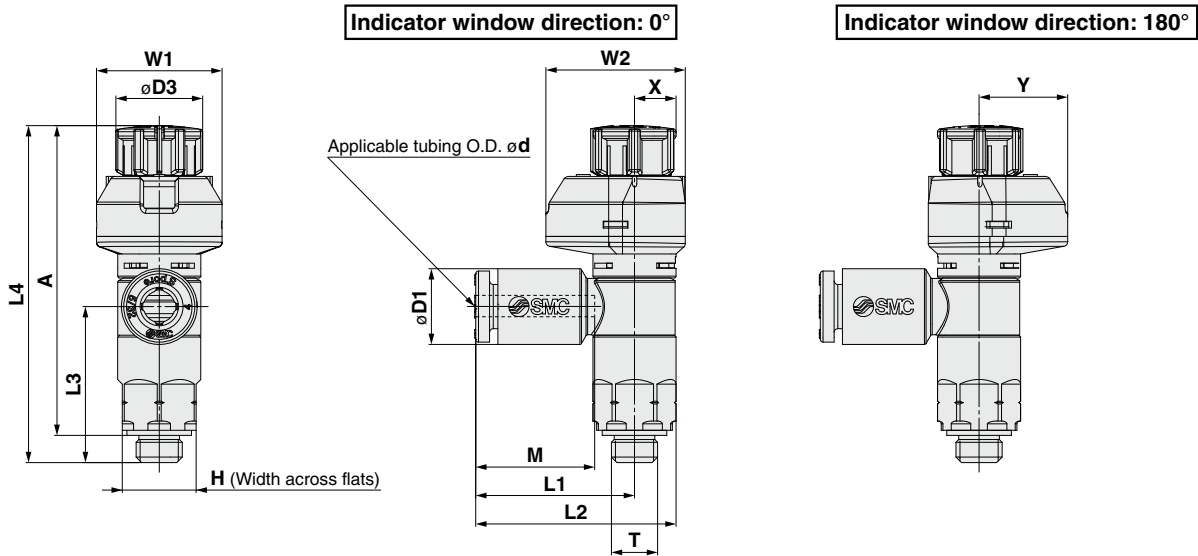 Indicator window direction: 0°
Indicator window direction: 180°
W1
øD3
W2
X
Y
Applicable tubing O.D. ød
L4
A
L3
øD1
SMC
SMC
M
L1
L2
T
H (Width across flats)